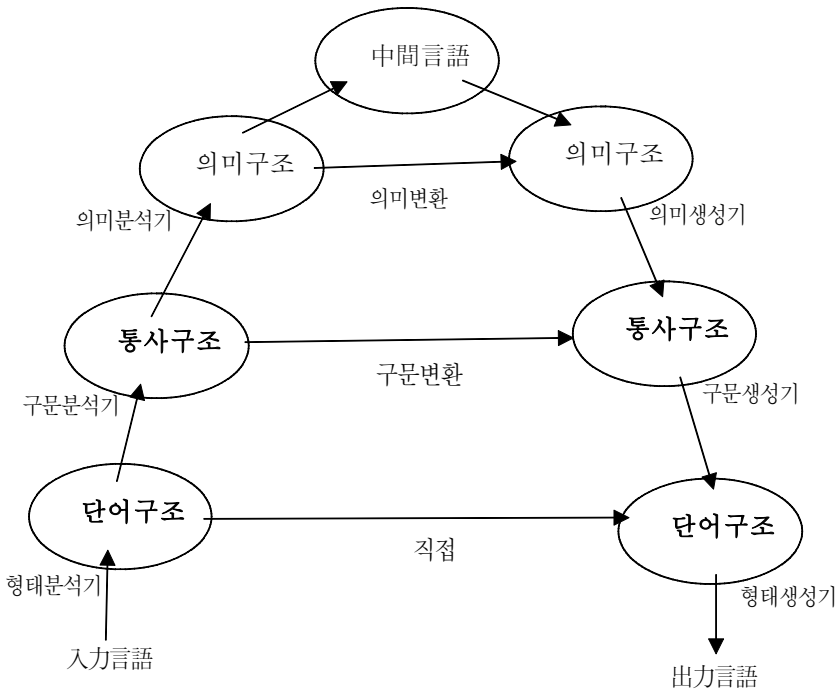 中間言語
의미구조
의미구조
의미변환
의미분석기
의미생성기
통사구조
통사구조
구문변환
구문분석기
구문생성기
단어구조
단어구조
직접
형태분석기
형태생성기
入力言語
出力言語